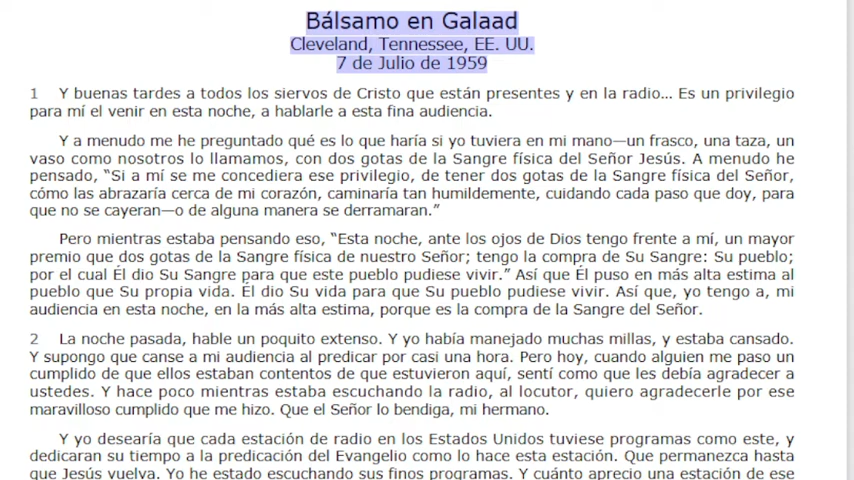 Bálsamo en Galaad
Cleveland, Tennessee, EE. UU.
7 de Julio de 1959
1 Y buenas tardes a todos los siervos de Cristo que están presentes y en la radio... Es un privilegio
para mí el venir en esta noche, a hablarle a esta fina audiencia.
Y a menudo me he preguntado qué es lo que haría si yo tuviera en mi mano—un frasco, una taza, un
vaso como nosotros lo llamamos, con dos gotas de la Sangre física del Señor Jesús. A menudo he
pensado, “Si a mí se me concediera ese privilegio, de tener dos gotas de la Sangre física del Señor,
cómo las abrazaría cerca de mi corazón, caminaría tan humildemente, cuidando cada paso que doy, para
que no se cayeran—o de alguna manera se derramaran.”
Pero mientras estaba pensando eso, “Esta noche, ante los ojos de Dios tengo frente a mí, un mayor
premio que dos gotas de la Sangre física de nuestro Señor; tengo la compra de Su Sangre: Su pueblo;
por el cual Él dio Su Sangre para que este pueblo pudiese vivir.” Así que Él puso en más alta estima al
pueblo que Su propia vida. Él dio Su vida para que Su pueblo pudiese vivir. Así que, yo tengo a, mi
audiencia en esta noche, en la más alta estima, porque es la compra de la Sangre del Señor.
2 La noche pasada, hable un poquito extenso. Y yo había manejado muchas millas, y estaba cansado.
Y supongo que canse a mi audiencia al predicar por casi una hora. Pero hoy, cuando alguien me paso un
cumplido de que ellos estaban contentos de que estuvieron aquí, sentí como que les debía agradecer a
ustedes. Y hace poco mientras estaba escuchando la radio, al locutor, quiero agradecerle por ese
maravilloso cumplido que me hizo. Que el Señor lo bendiga, mi hermano.
Y yo desearía que cada estación de radio en los Estados Unidos tuviese programas como este, y
dedicaran su tiempo a la predicación del Evangelio como lo hace esta estación. Que permanezca hasta
que Jesús vuelva. Yo he estado escuchando sus finos programas. Y cuánto aprecio una estación de ese